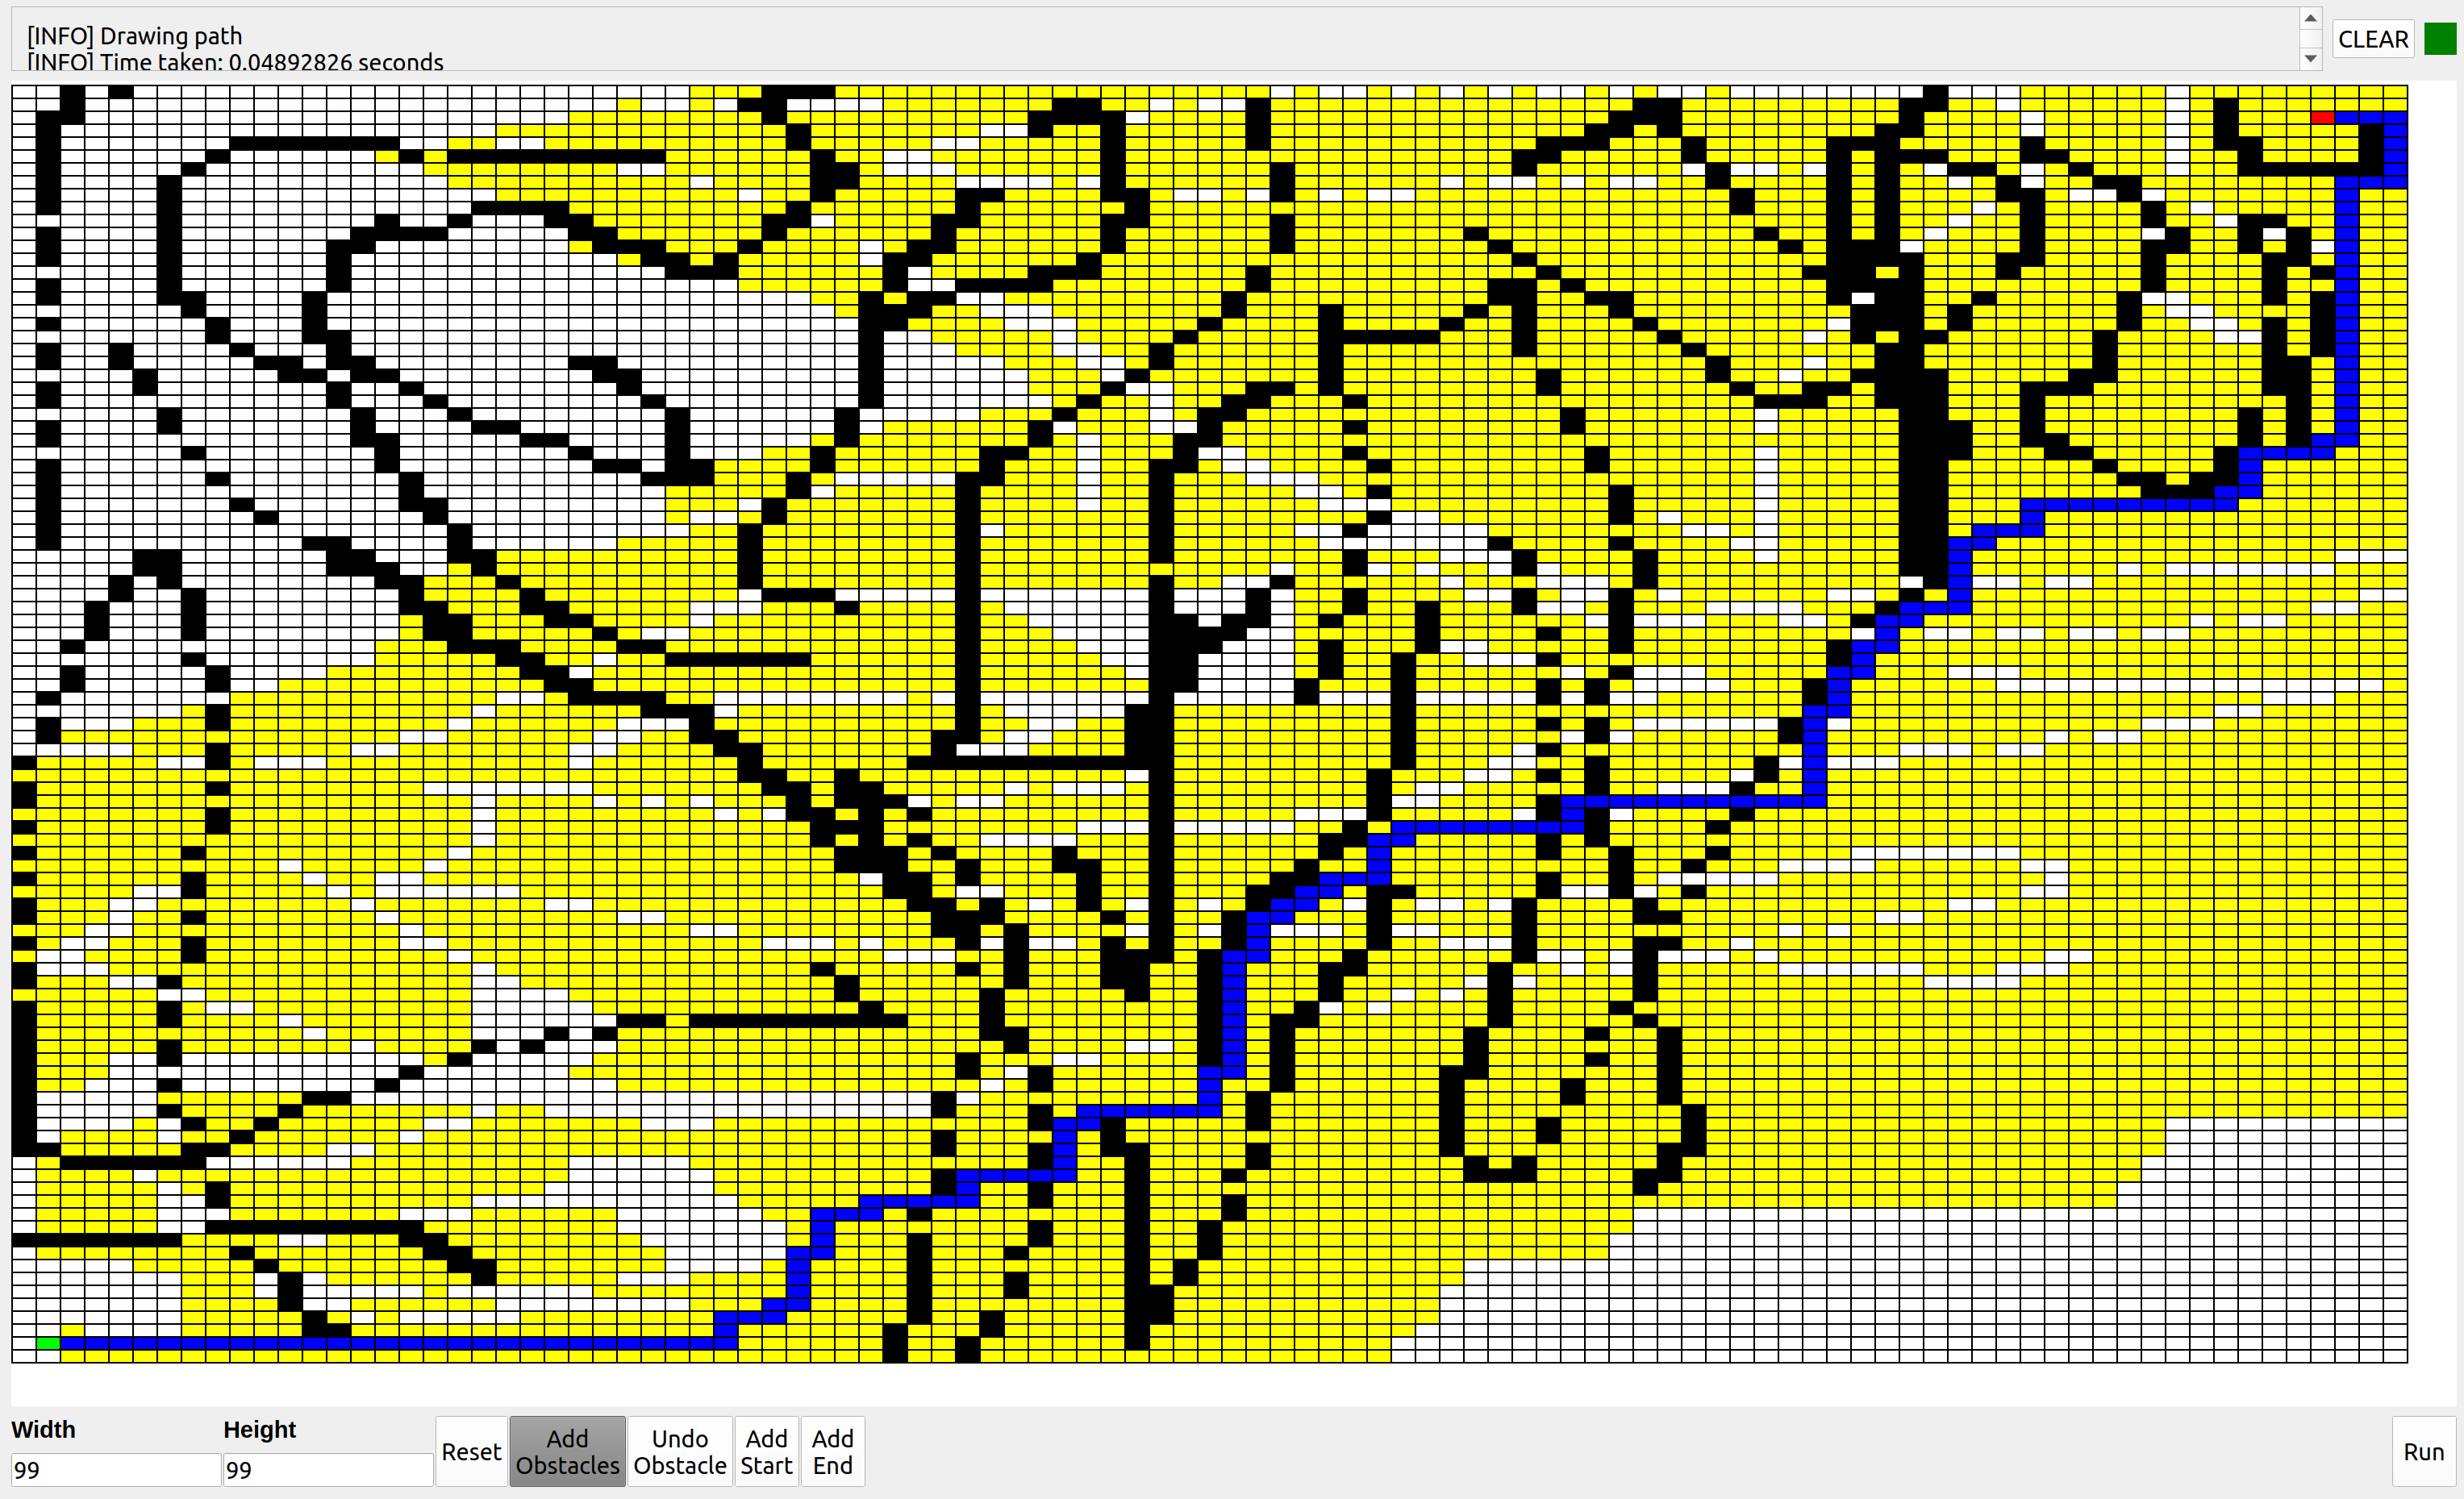 [INFO] Drawing path
[INFO] Time taken: 0.04892826 seconds
CLEAR
Width
Height
99
99
Reset
Add
Obstacles
Undo
Obstacle
Add
Start
Add
End
Run